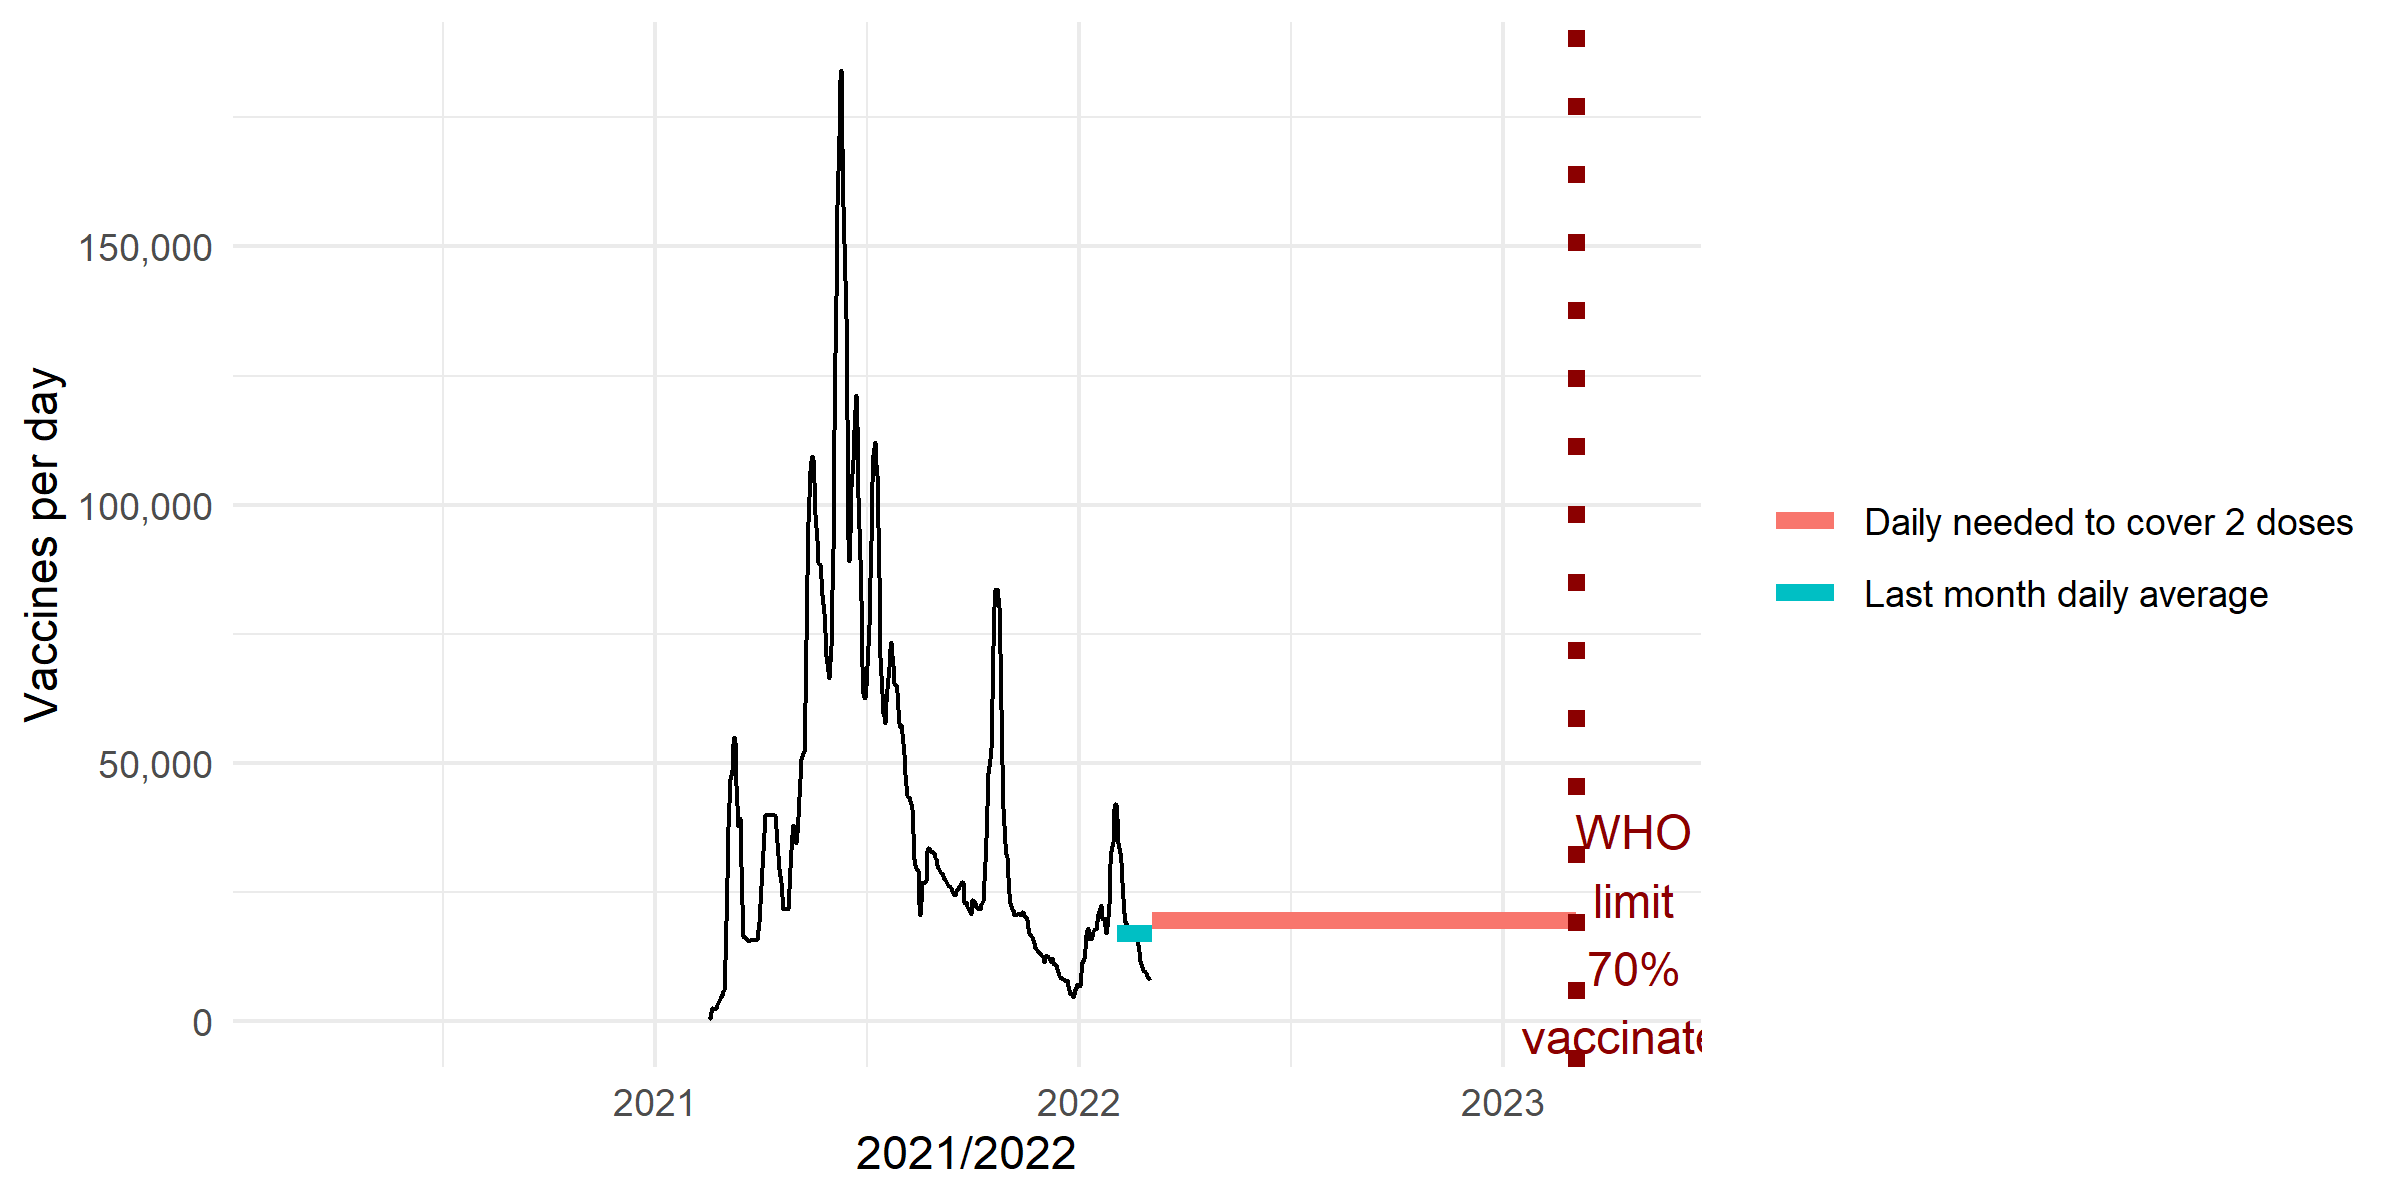 Vaccines per day
150,000
100,000
50,000
0
2021
2022
2023
2021/2022
WHO
limit
70%
vaccinate
Daily needed to cover 2 doses
Last month daily average